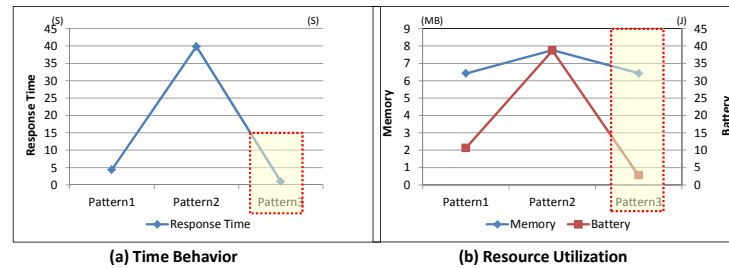 (S) (S)
45
40
35
30
25
20
15
10
5
0
Response Time
Pattern1 Pattern2 Pattern3
Response Time
(a) Time Behavior
(MB) (J)
9 45
8 40
7 35
6 30
5 25
4 20
3 15
2 10
1 5
0 0
Memory
Battery
Pattern1 Pattern2 Pattern3
Memory Battery
(b) Resource Utilization